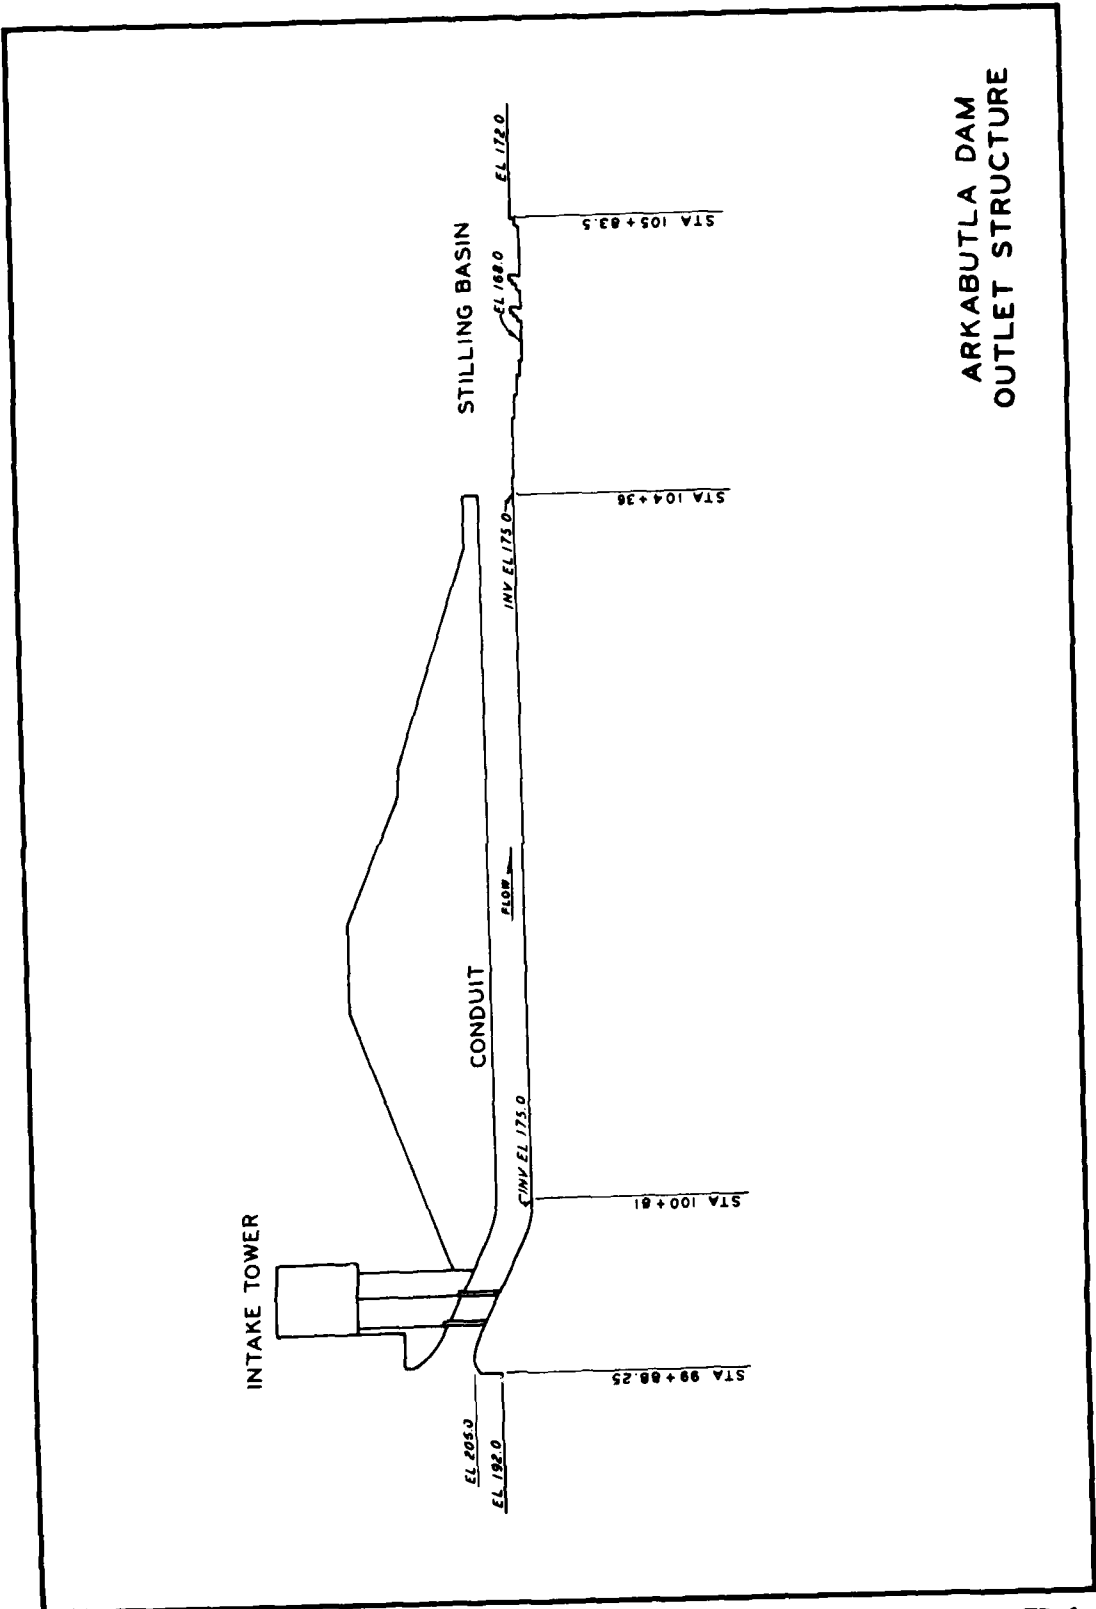 INTAKE TOWER
CONDUIT
STILLING BASIN
EL 205.0
EL 192.0
INV EL 175.0
FLOW
INV EL 175.0
EL 168.0
EL 172.0
STA 99+88.25
STA 100+81
STA 104+36
STA 105+83.5
ARKABUTLA DAM
OUTLET STRUCTURE